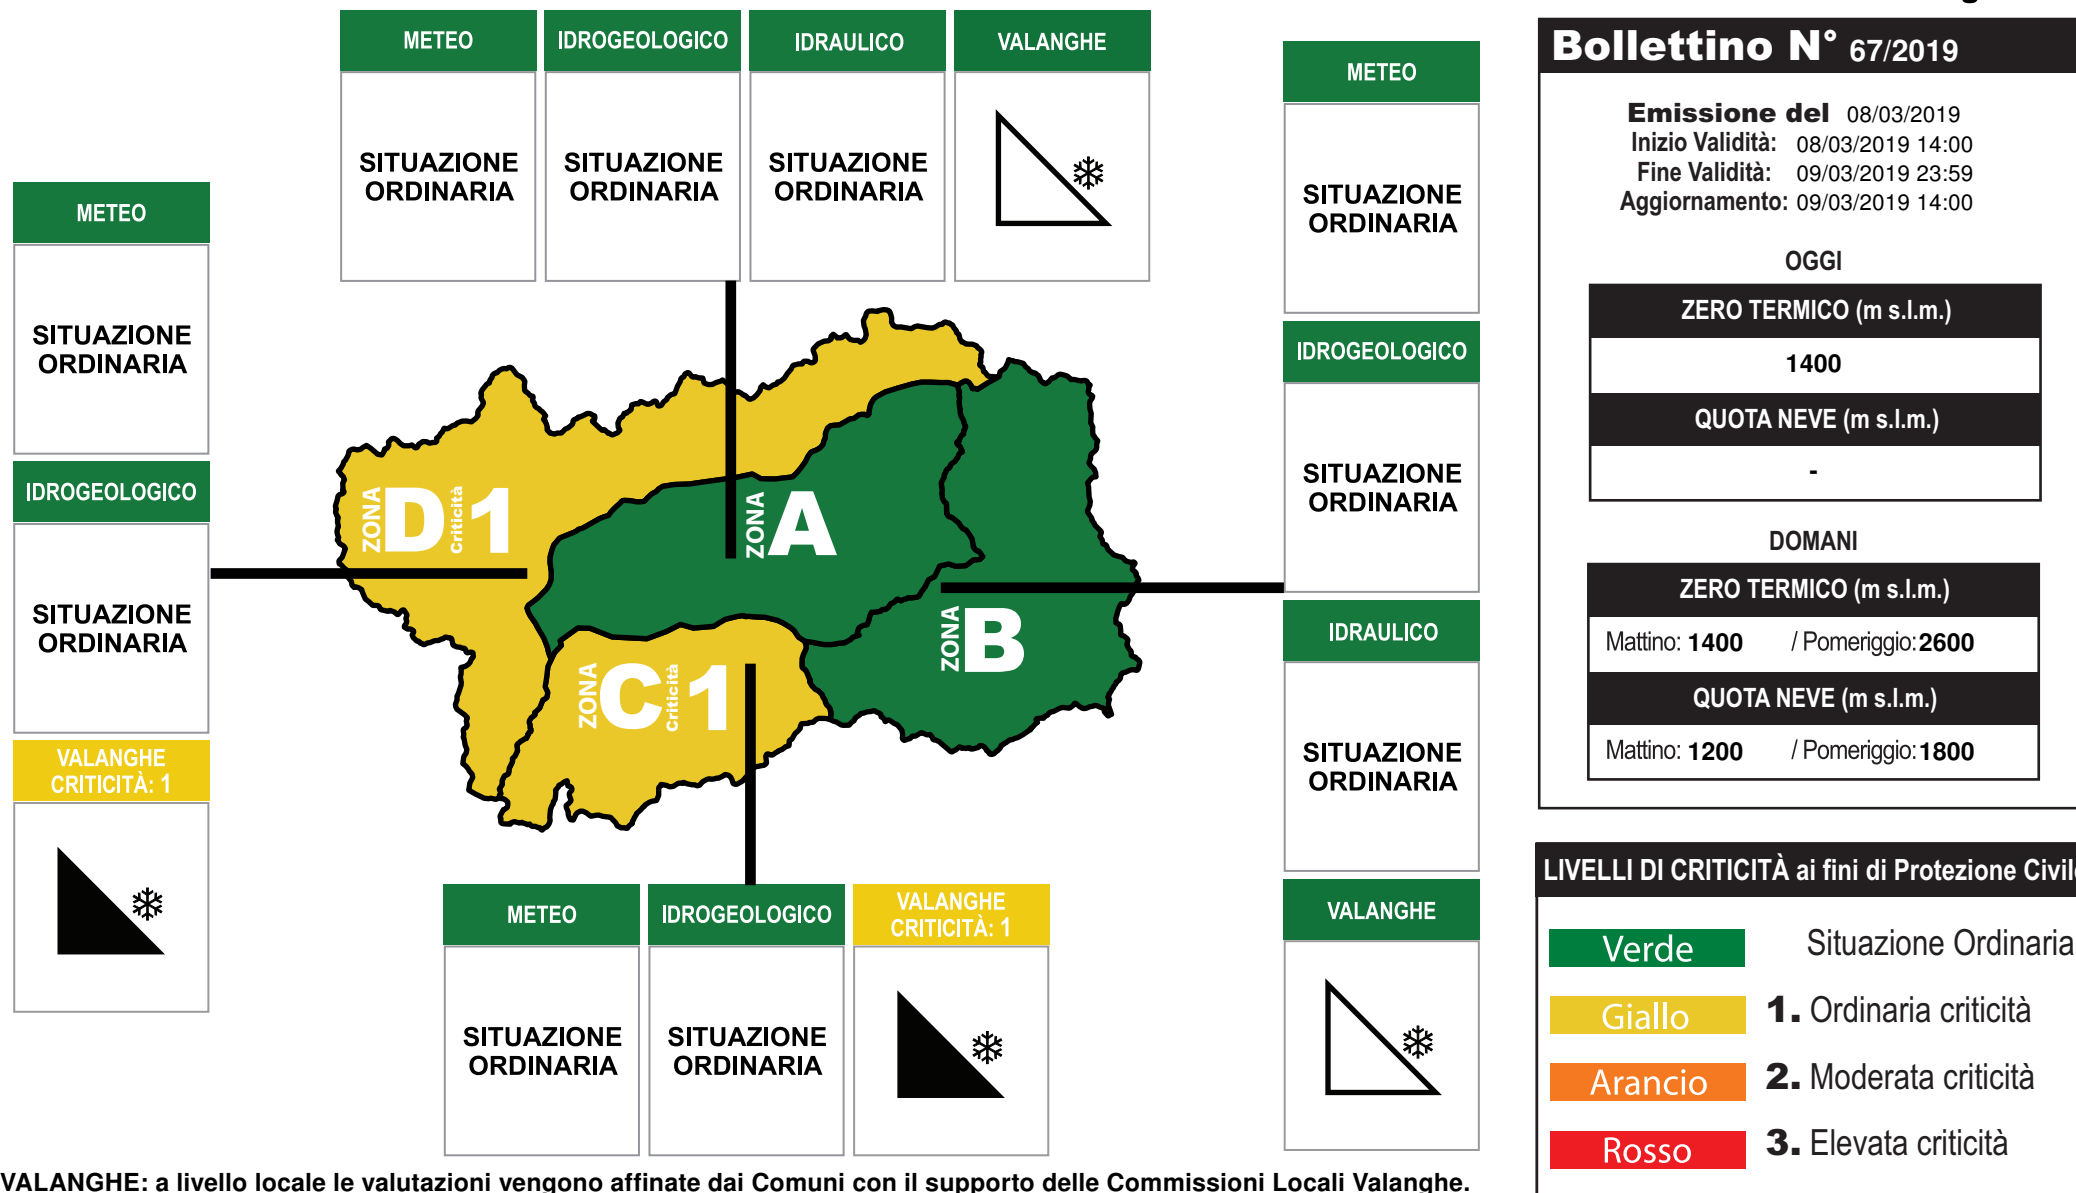 METEO
IDROGEOLOGICO
IDRAULICO
VALANGHE
SITUAZIONE
ORDINARIA
SITUAZIONE
ORDINARIA
SITUAZIONE
ORDINARIA
METEO
SITUAZIONE
ORDINARIA
IDROGEOLOGICO
SITUAZIONE
ORDINARIA
VALANGHE
CRITICITÀ: 1
METEO
SITUAZIONE
ORDINARIA
IDROGEOLOGICO
SITUAZIONE
ORDINARIA
IDRAULICO
SITUAZIONE
ORDINARIA
VALANGHE
ZONA D Criticità 1
ZONA A
ZONA B
ZONA C Criticità 1
METEO
IDROGEOLOGICO
VALANGHE
CRITICITÀ: 1
SITUAZIONE
ORDINARIA
SITUAZIONE
ORDINARIA
Bollettino N° 67/2019
Emissione del 08/03/2019
Inizio Validità: 08/03/2019 14:00
Fine Validità: 09/03/2019 23:59
Aggiornamento: 09/03/2019 14:00
OGGI
ZERO TERMICO (m s.l.m.)
1400
QUOTA NEVE (m s.l.m.)
-
DOMANI
ZERO TERMICO (m s.l.m.)
Mattino: 1400 / Pomeriggio: 2600
QUOTA NEVE (m s.l.m.)
Mattino: 1200 / Pomeriggio: 1800
LIVELLI DI CRITICITÀ ai fini di Protezione Civile
Verde Situazione Ordinaria
Giallo 1. Ordinaria criticità
Arancio 2. Moderata criticità
Rosso 3. Elevata criticità
VALANGHE: a livello locale le valutazioni vengono affinate dai Comuni con il supporto delle Commissioni Locali Valanghe.